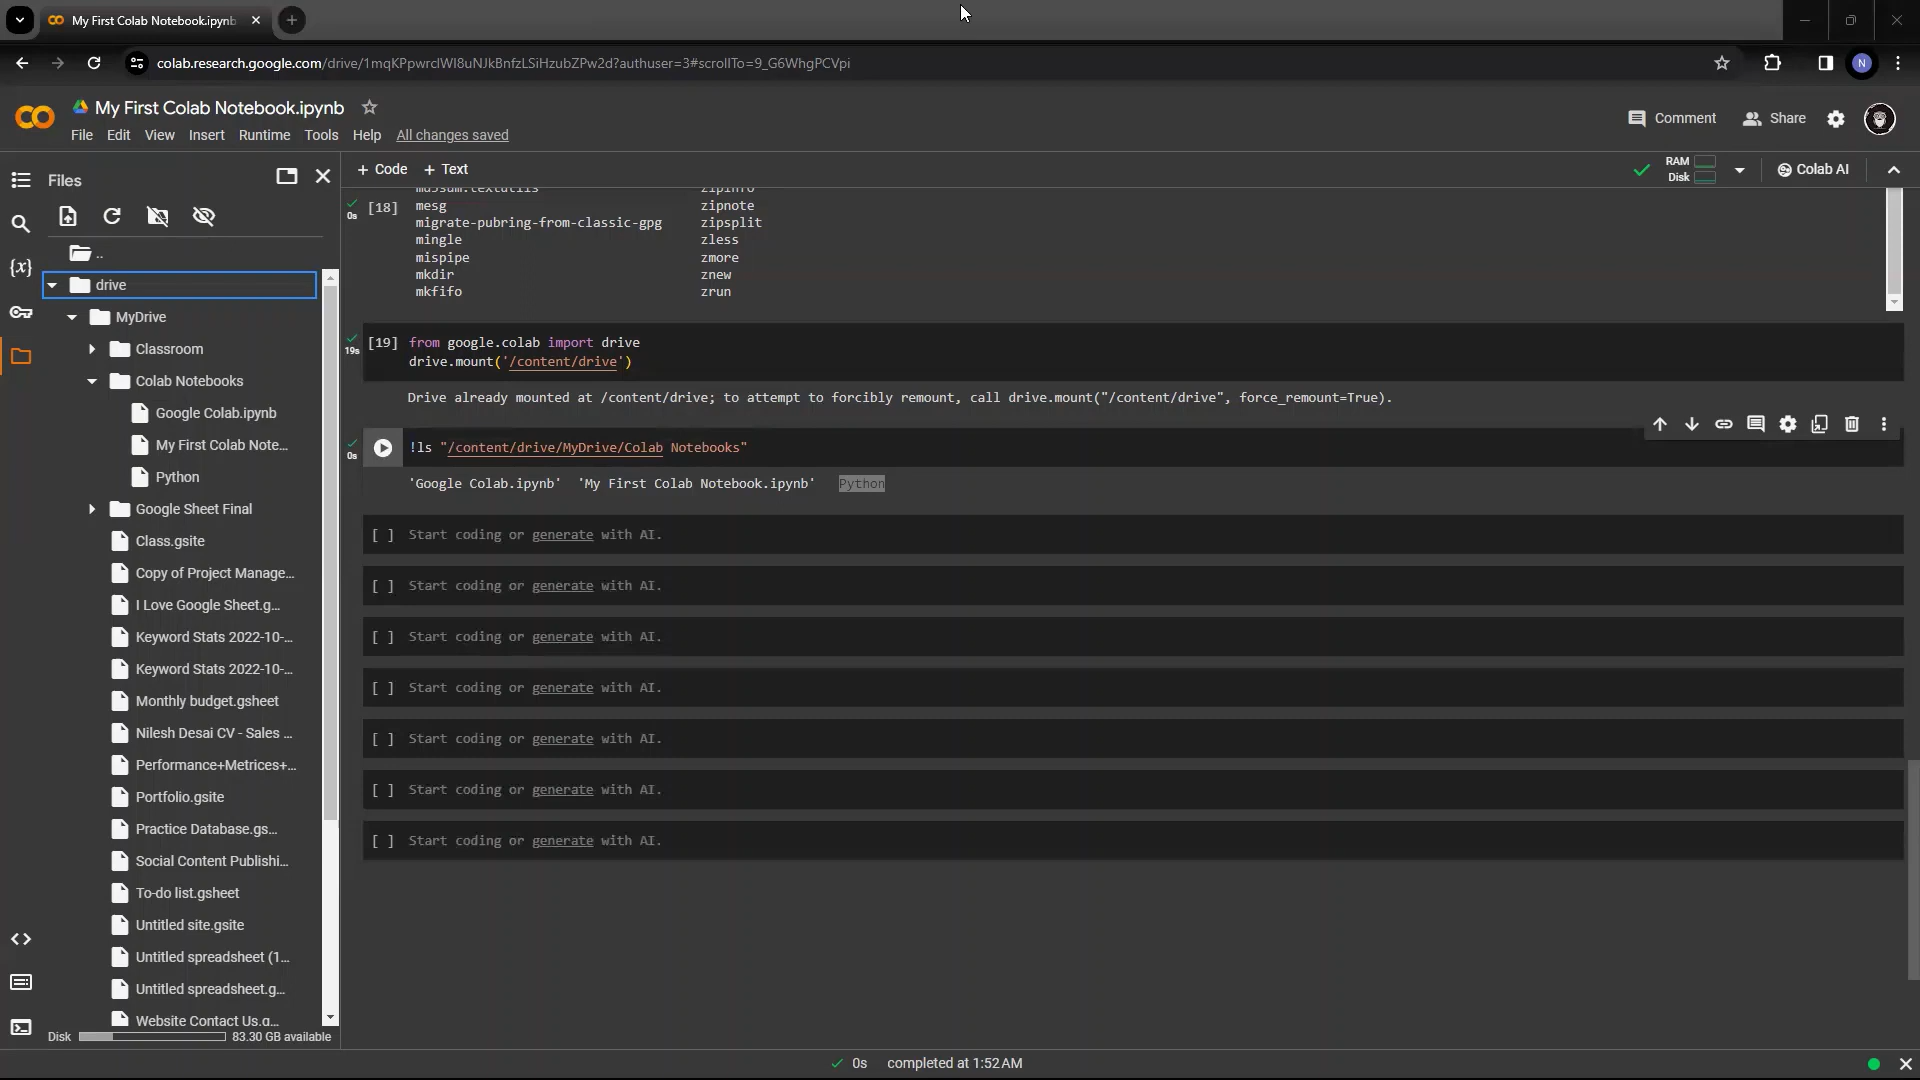 My First Colab Notebook.ipynb
colab.research.google.com/drive/1mqKPpwrclWI8uNJkBnfzLSiHzubZPw2d?authuser=3#scrollTo=9_G6WhgPCVpi
N
My First Colab Notebook.ipynb
File Edit View Insert Runtime Tools Help All changes saved
Comment Share
Files
+ Code + Text
RAM
Disk
Colab AI
..
drive
MyDrive
Classroom
Colab Notebooks
Google Colab.ipynb
My First Colab Note...
Python
Google Sheet Final
Class.gsite
Copy of Project Manage...
I Love Google Sheet.g...
Keyword Stats 2022-10-...
Keyword Stats 2022-10-...
Monthly budget.gsheet
Nilesh Desai CV - Sales ...
Performance+Metrices+...
Portfolio.gsite
Practice Database.gs...
Social Content Publishi...
To-do list.gsheet
Untitled site.gsite
Untitled spreadsheet (1...
Untitled spreadsheet.g...
Website Contact Us.g...
Disk 83.30 GB available
md5sum.textutils zipinfo
0s [18] mesg zipnote
migrate-pubring-from-classic-gpg zipsplit
mingle zless
mispipe zmore
mkdir znew
mkfifo zrun
19s [19] from google.colab import drive
drive.mount('/content/drive')
Drive already mounted at /content/drive; to attempt to forcibly remount, call drive.mount("/content/drive", force_remount=True).
0s !ls "/content/drive/MyDrive/Colab Notebooks"
'Google Colab.ipynb' 'My First Colab Notebook.ipynb' Python
[ ] Start coding or generate with AI.
[ ] Start coding or generate with AI.
[ ] Start coding or generate with AI.
[ ] Start coding or generate with AI.
[ ] Start coding or generate with AI.
[ ] Start coding or generate with AI.
[ ] Start coding or generate with AI.
0s completed at 1:52 AM